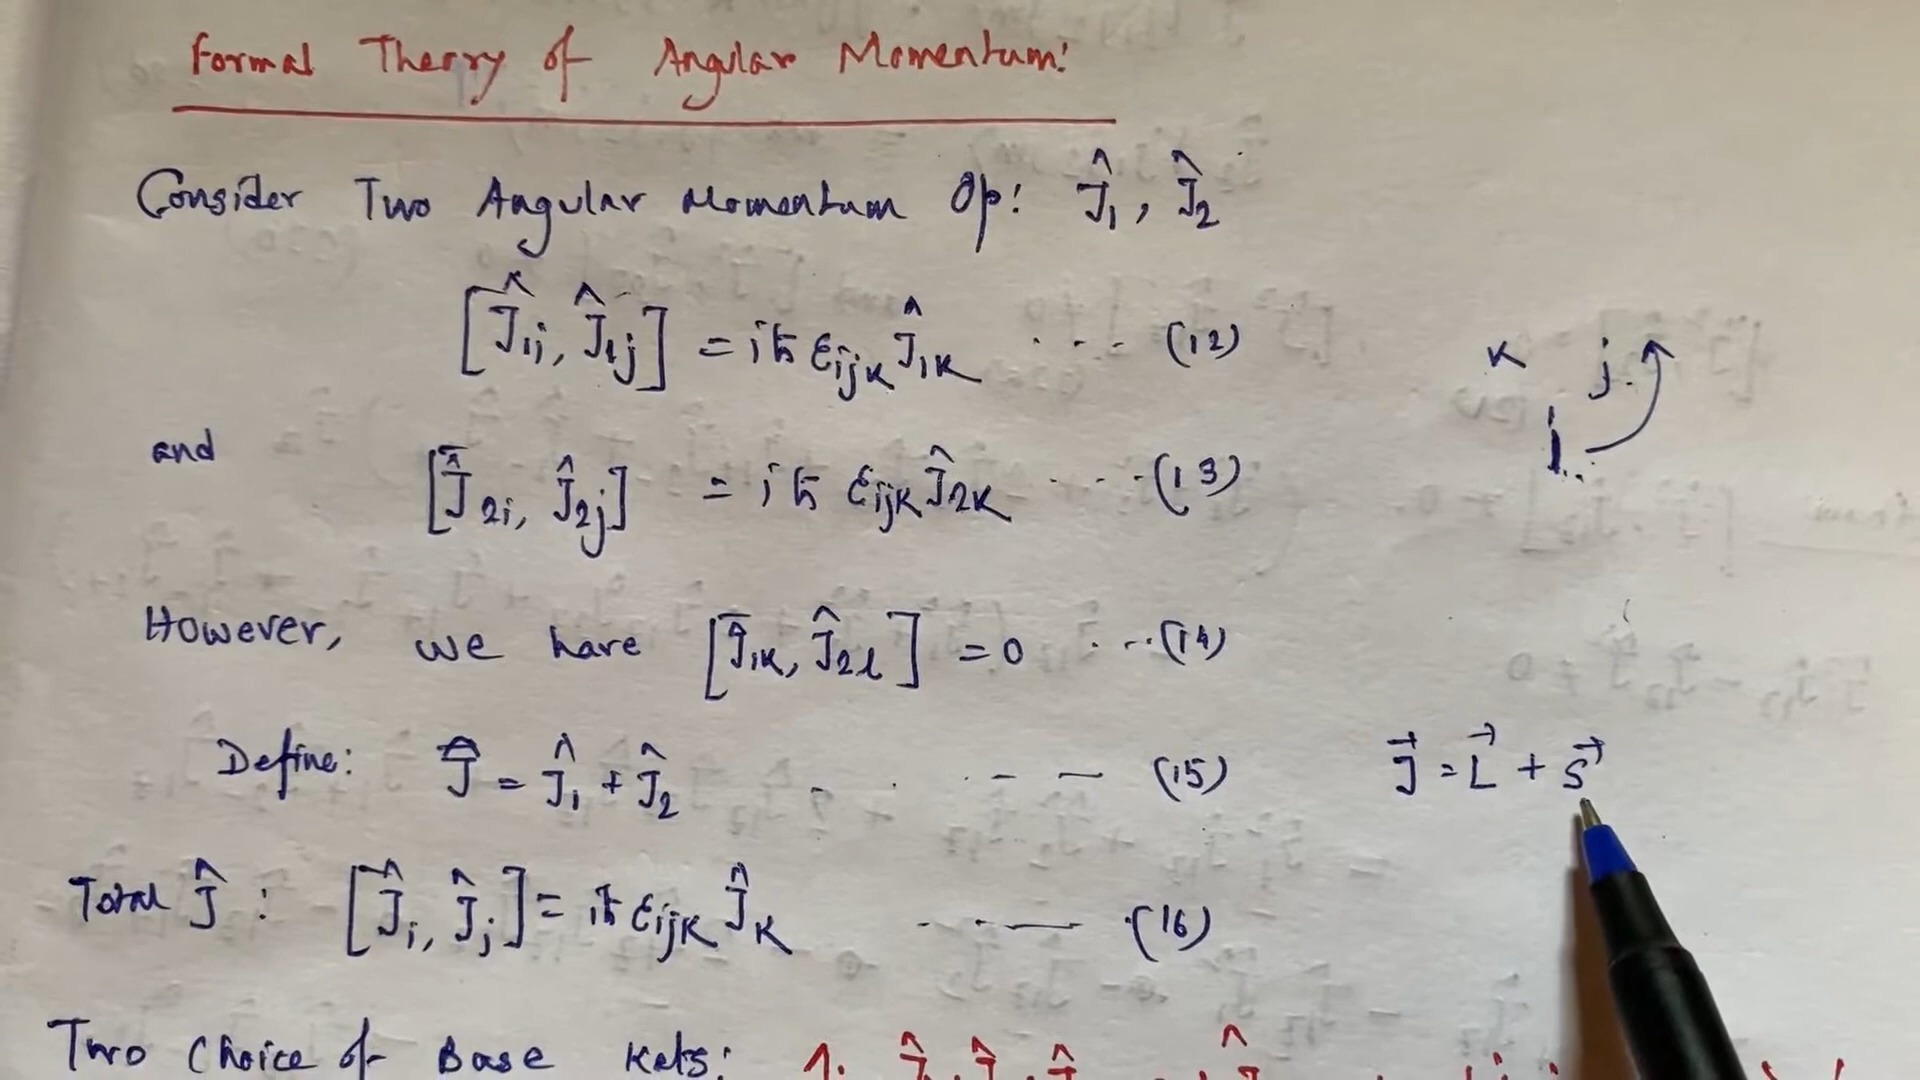 Formal Theory of Angular Momentum:
Consider Two Angular Momentum Op: Ĵ₁, Ĵ₂
[Ĵ₁ᵢ, Ĵ₁ⱼ] = iħ εᵢⱼₖ Ĵ₁ₖ ---- (12)
k j
i
and [Ĵ₂ᵢ, Ĵ₂ⱼ] = iħ εᵢⱼₖ Ĵ₂ₖ ---- (13)
However, we have [Ĵ₁ₖ, Ĵ₂ₗ] = 0 ---- (14)
Define: Ĵ = Ĵ₁ + Ĵ₂ ---- (15) J⃗ = L⃗ + S⃗
Total Ĵ : [Ĵᵢ, Ĵⱼ] = iħ εᵢⱼₖ Ĵₖ ---- (16)
Two Choice of Base Kets: 1.